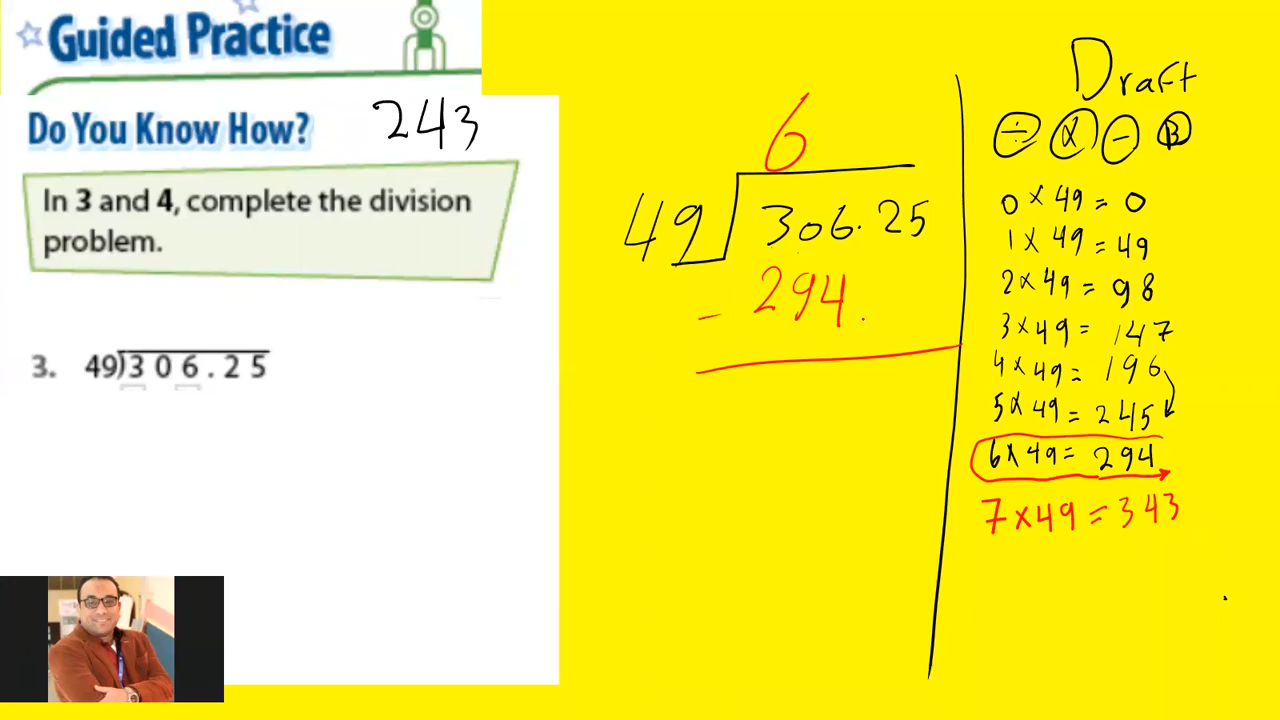 Guided Practice
Do You Know How? 243
In 3 and 4, complete the division
problem.
3. 49)306.25
6
49 306.25
- 294.
Draft
÷ × - B
0 × 49 = 0
1 × 49 = 49
2 × 49 = 98
3 × 49 = 147
4 × 49 = 196
5 × 49 = 245
6 × 49 = 294
7 × 49 = 343